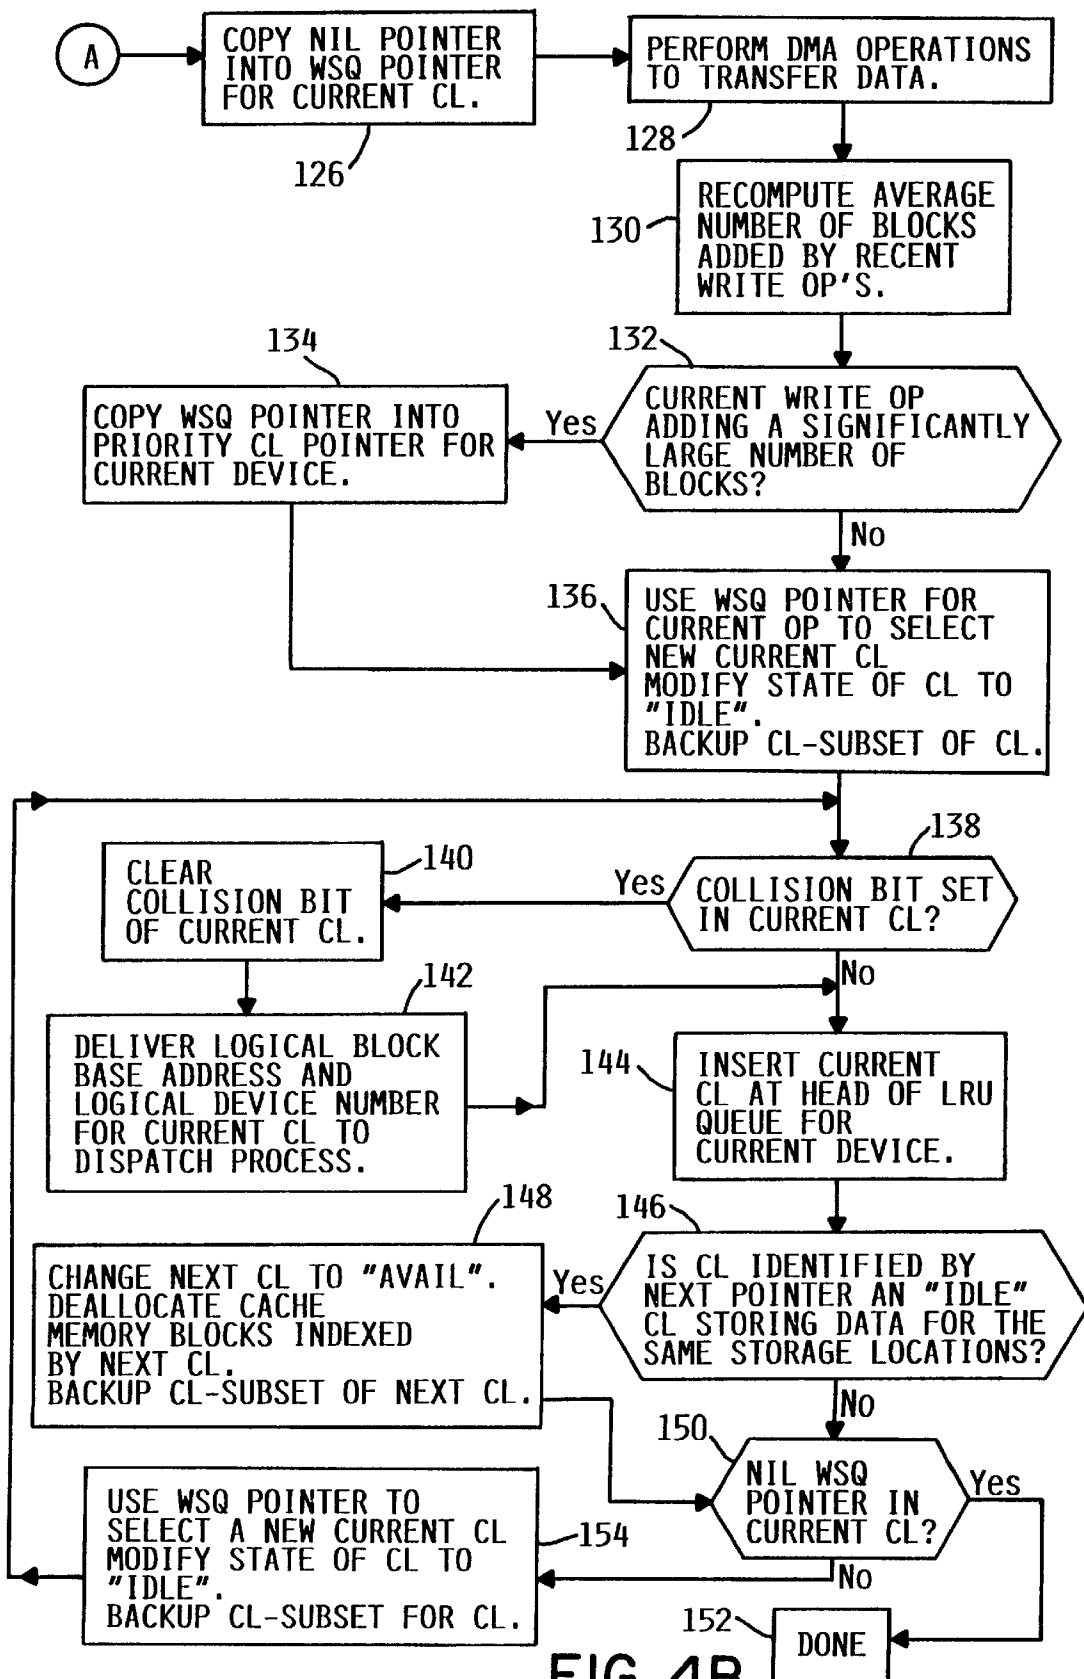 A
COPY NIL POINTER
INTO WSQ POINTER
FOR CURRENT CL.
126
PERFORM DMA OPERATIONS
TO TRANSFER DATA.
128
RECOMPUTE AVERAGE
NUMBER OF BLOCKS
ADDED BY RECENT
WRITE OP'S.
130
132
CURRENT WRITE OP
ADDING A SIGNIFICANTLY
LARGE NUMBER OF
BLOCKS?
Yes
No
134
COPY WSQ POINTER INTO
PRIORITY CL POINTER FOR
CURRENT DEVICE.
136
USE WSQ POINTER FOR
CURRENT OP TO SELECT
NEW CURRENT CL
MODIFY STATE OF CL TO
"IDLE".
BACKUP CL-SUBSET OF CL.
138
COLLISION BIT SET
IN CURRENT CL?
Yes
No
140
CLEAR
COLLISION BIT
OF CURRENT CL.
142
DELIVER LOGICAL BLOCK
BASE ADDRESS AND
LOGICAL DEVICE NUMBER
FOR CURRENT CL TO
DISPATCH PROCESS.
144
INSERT CURRENT
CL AT HEAD OF LRU
QUEUE FOR
CURRENT DEVICE.
146
IS CL IDENTIFIED BY
NEXT POINTER AN "IDLE"
CL STORING DATA FOR THE
SAME STORAGE LOCATIONS?
Yes
No
148
CHANGE NEXT CL TO "AVAIL".
DEALLOCATE CACHE
MEMORY BLOCKS INDEXED
BY NEXT CL.
BACKUP CL-SUBSET OF NEXT CL.
150
NIL WSQ
POINTER IN
CURRENT CL?
Yes
No
154
USE WSQ POINTER TO
SELECT A NEW CURRENT CL
MODIFY STATE OF CL TO
"IDLE".
BACKUP CL-SUBSET FOR CL.
152
DONE
FIG. 4B